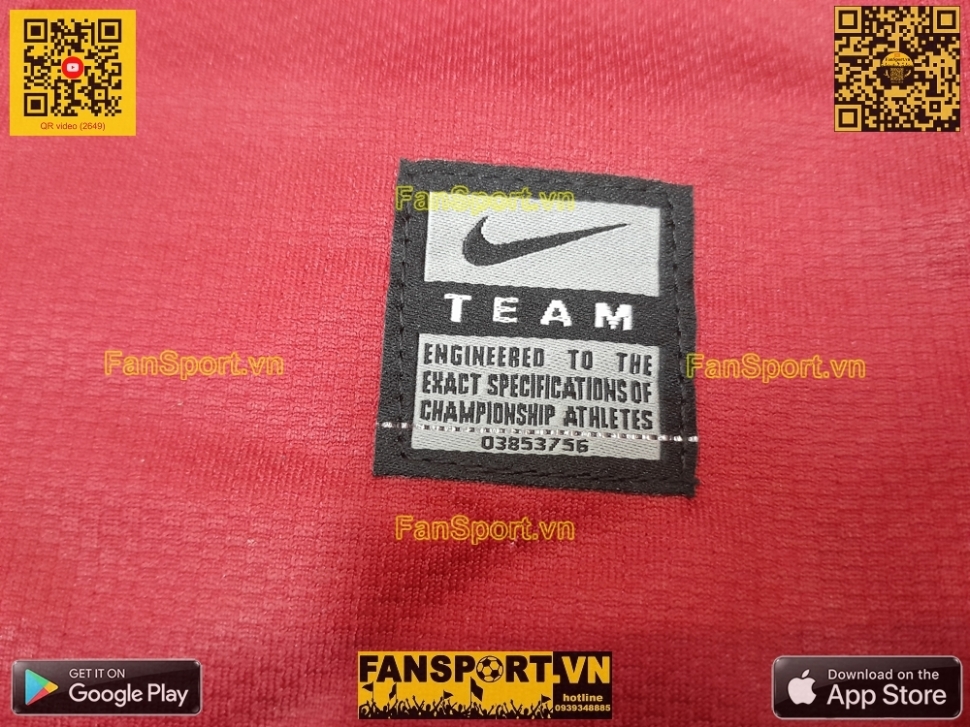 QR video (2649)
FanSport.vn
TEAM
FanSport.vn
FanSport.vn
ENGINEERED TO THE
EXACT SPECIFICATIONS OF
CHAMPIONSHIP ATHLETES
03853756
FanSport.vn
GET IT ON
Google Play
FANSPORT.VN
hotline
0939348885
Download on the
App Store